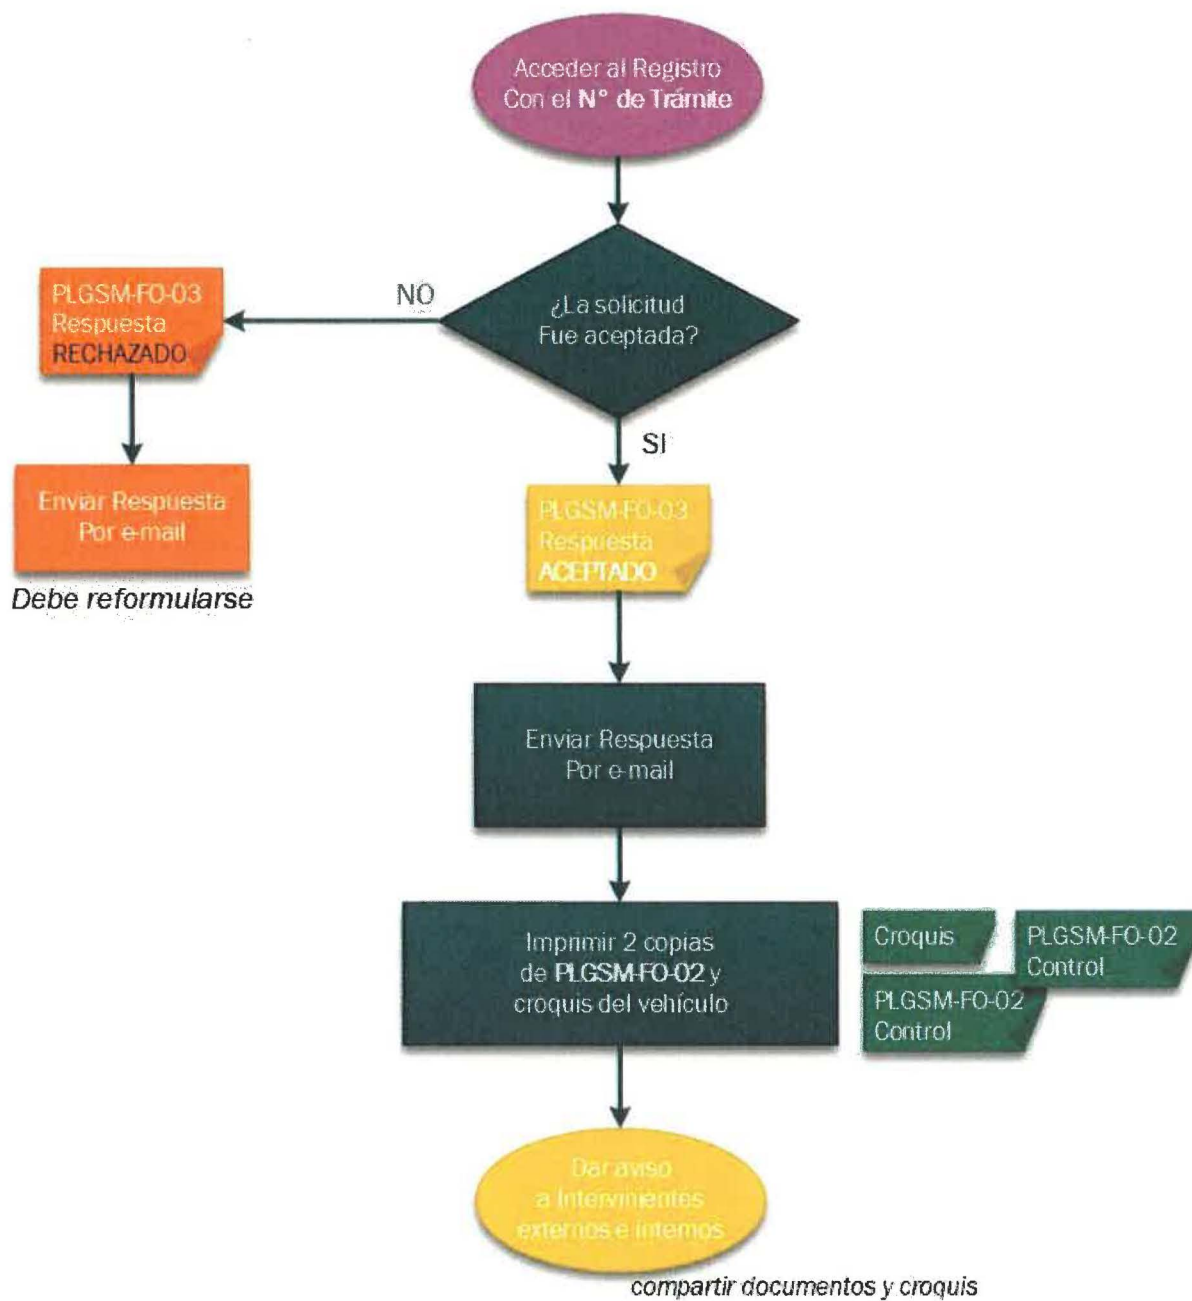 Acceder al Registro
Con el N° de Trámite
¿La solicitud
Fue aceptada?
NO
PLGSM-FO-03
Respuesta
RECHAZADO
Enviar Respuesta
Por e-mail
Debe reformularse
SI
PLGSM-FO-03
Respuesta
ACEPTADO
Enviar Respuesta
Por e-mail
Imprimir 2 copias
de PLGSM-FO-02 y
croquis del vehículo
Croquis
PLGSM-FO-02
Control
PLGSM-FO-02
Control
Dar aviso
a Intervinientes
externos e internos
compartir documentos y croquis